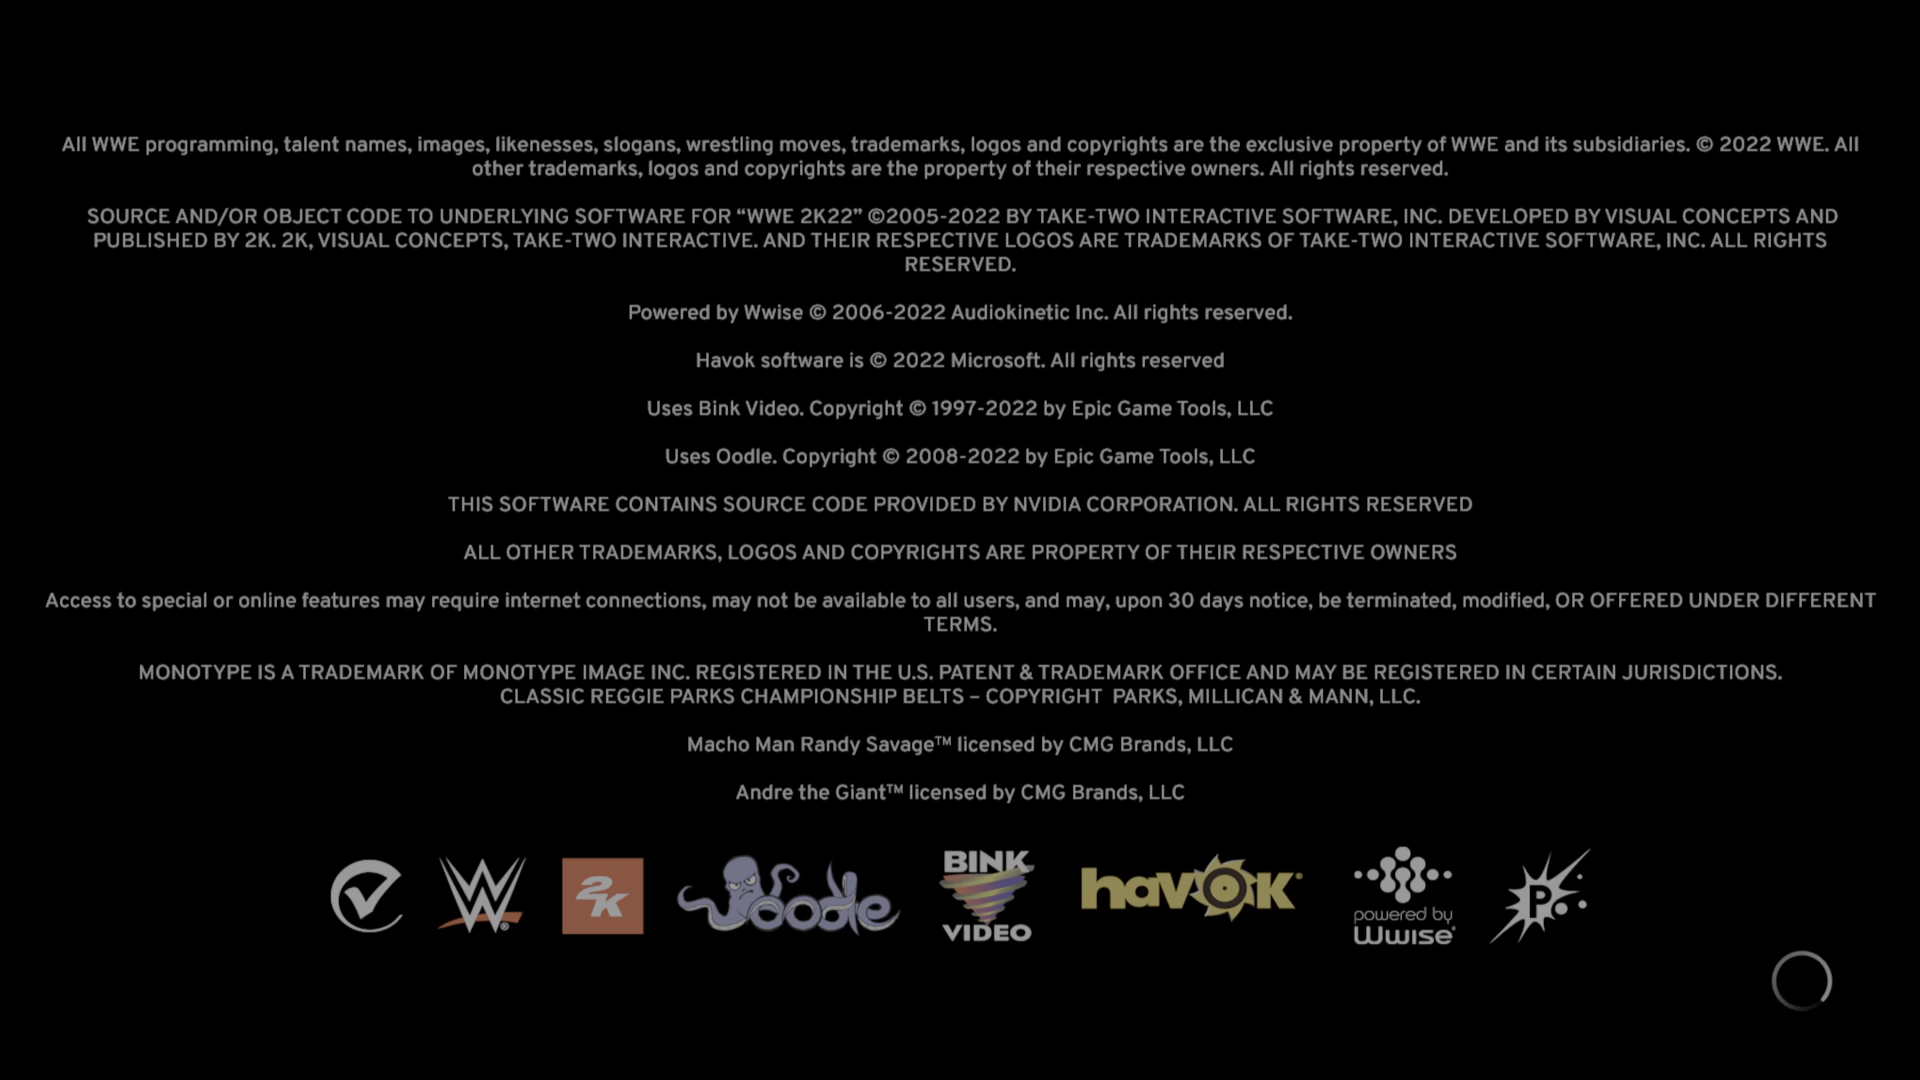 All WWE programming, talent names, images, likenesses, slogans, wrestling moves, trademarks, logos and copyrights are the exclusive property of WWE and its subsidiaries. © 2022 WWE. All
other trademarks, logos and copyrights are the property of their respective owners. All rights reserved.
SOURCE AND/OR OBJECT CODE TO UNDERLYING SOFTWARE FOR “WWE 2K22” ©2005-2022 BY TAKE-TWO INTERACTIVE SOFTWARE, INC. DEVELOPED BY VISUAL CONCEPTS AND
PUBLISHED BY 2K. 2K, VISUAL CONCEPTS, TAKE-TWO INTERACTIVE. AND THEIR RESPECTIVE LOGOS ARE TRADEMARKS OF TAKE-TWO INTERACTIVE SOFTWARE, INC. ALL RIGHTS
RESERVED.
Powered by Wwise © 2006-2022 Audiokinetic Inc. All rights reserved.
Havok software is © 2022 Microsoft. All rights reserved
Uses Bink Video. Copyright © 1997-2022 by Epic Game Tools, LLC
Uses Oodle. Copyright © 2008-2022 by Epic Game Tools, LLC
THIS SOFTWARE CONTAINS SOURCE CODE PROVIDED BY NVIDIA CORPORATION. ALL RIGHTS RESERVED
ALL OTHER TRADEMARKS, LOGOS AND COPYRIGHTS ARE PROPERTY OF THEIR RESPECTIVE OWNERS
Access to special or online features may require internet connections, may not be available to all users, and may, upon 30 days notice, be terminated, modified, OR OFFERED UNDER DIFFERENT
TERMS.
MONOTYPE IS A TRADEMARK OF MONOTYPE IMAGE INC. REGISTERED IN THE U.S. PATENT & TRADEMARK OFFICE AND MAY BE REGISTERED IN CERTAIN JURISDICTIONS.
CLASSIC REGGIE PARKS CHAMPIONSHIP BELTS – COPYRIGHT  PARKS, MILLICAN & MANN, LLC.
Macho Man Randy Savage™ licensed by CMG Brands, LLC
Andre the Giant™ licensed by CMG Brands, LLC
W®
2K
oodle
BINK
VIDEO
havok®
powered by
Wwise®
P